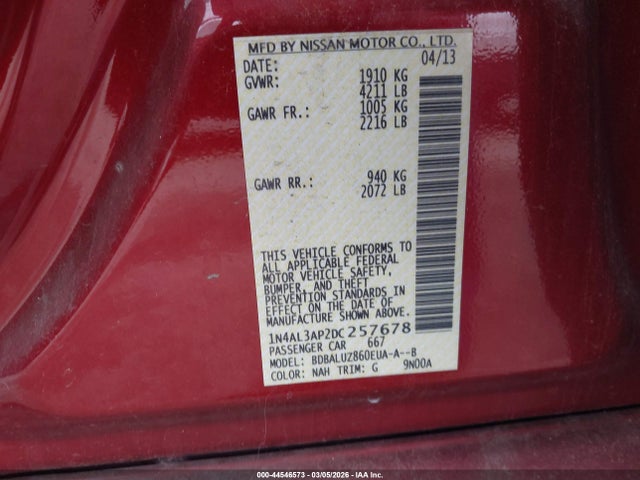 MFD BY NISSAN MOTOR CO., LTD.
DATE: 04/13
GVWR: 1910 KG
4211 LB
GAWR FR.: 1005 KG
2216 LB
GAWR RR.: 940 KG
2072 LB
THIS VEHICLE CONFORMS TO
ALL APPLICABLE FEDERAL
MOTOR VEHICLE SAFETY,
BUMPER, AND THEFT
PREVENTION STANDARDS IN
EFFECT ON THE DATE OF
MANUFACTURE SHOWN ABOVE.
1N4AL3AP2DC257678
PASSENGER CAR 667
MODEL: BDBALUZ860EUA-A--B
COLOR: NAH TRIM: G 9N00A
000-44546573 - 03/05/2026 - IAA Inc.